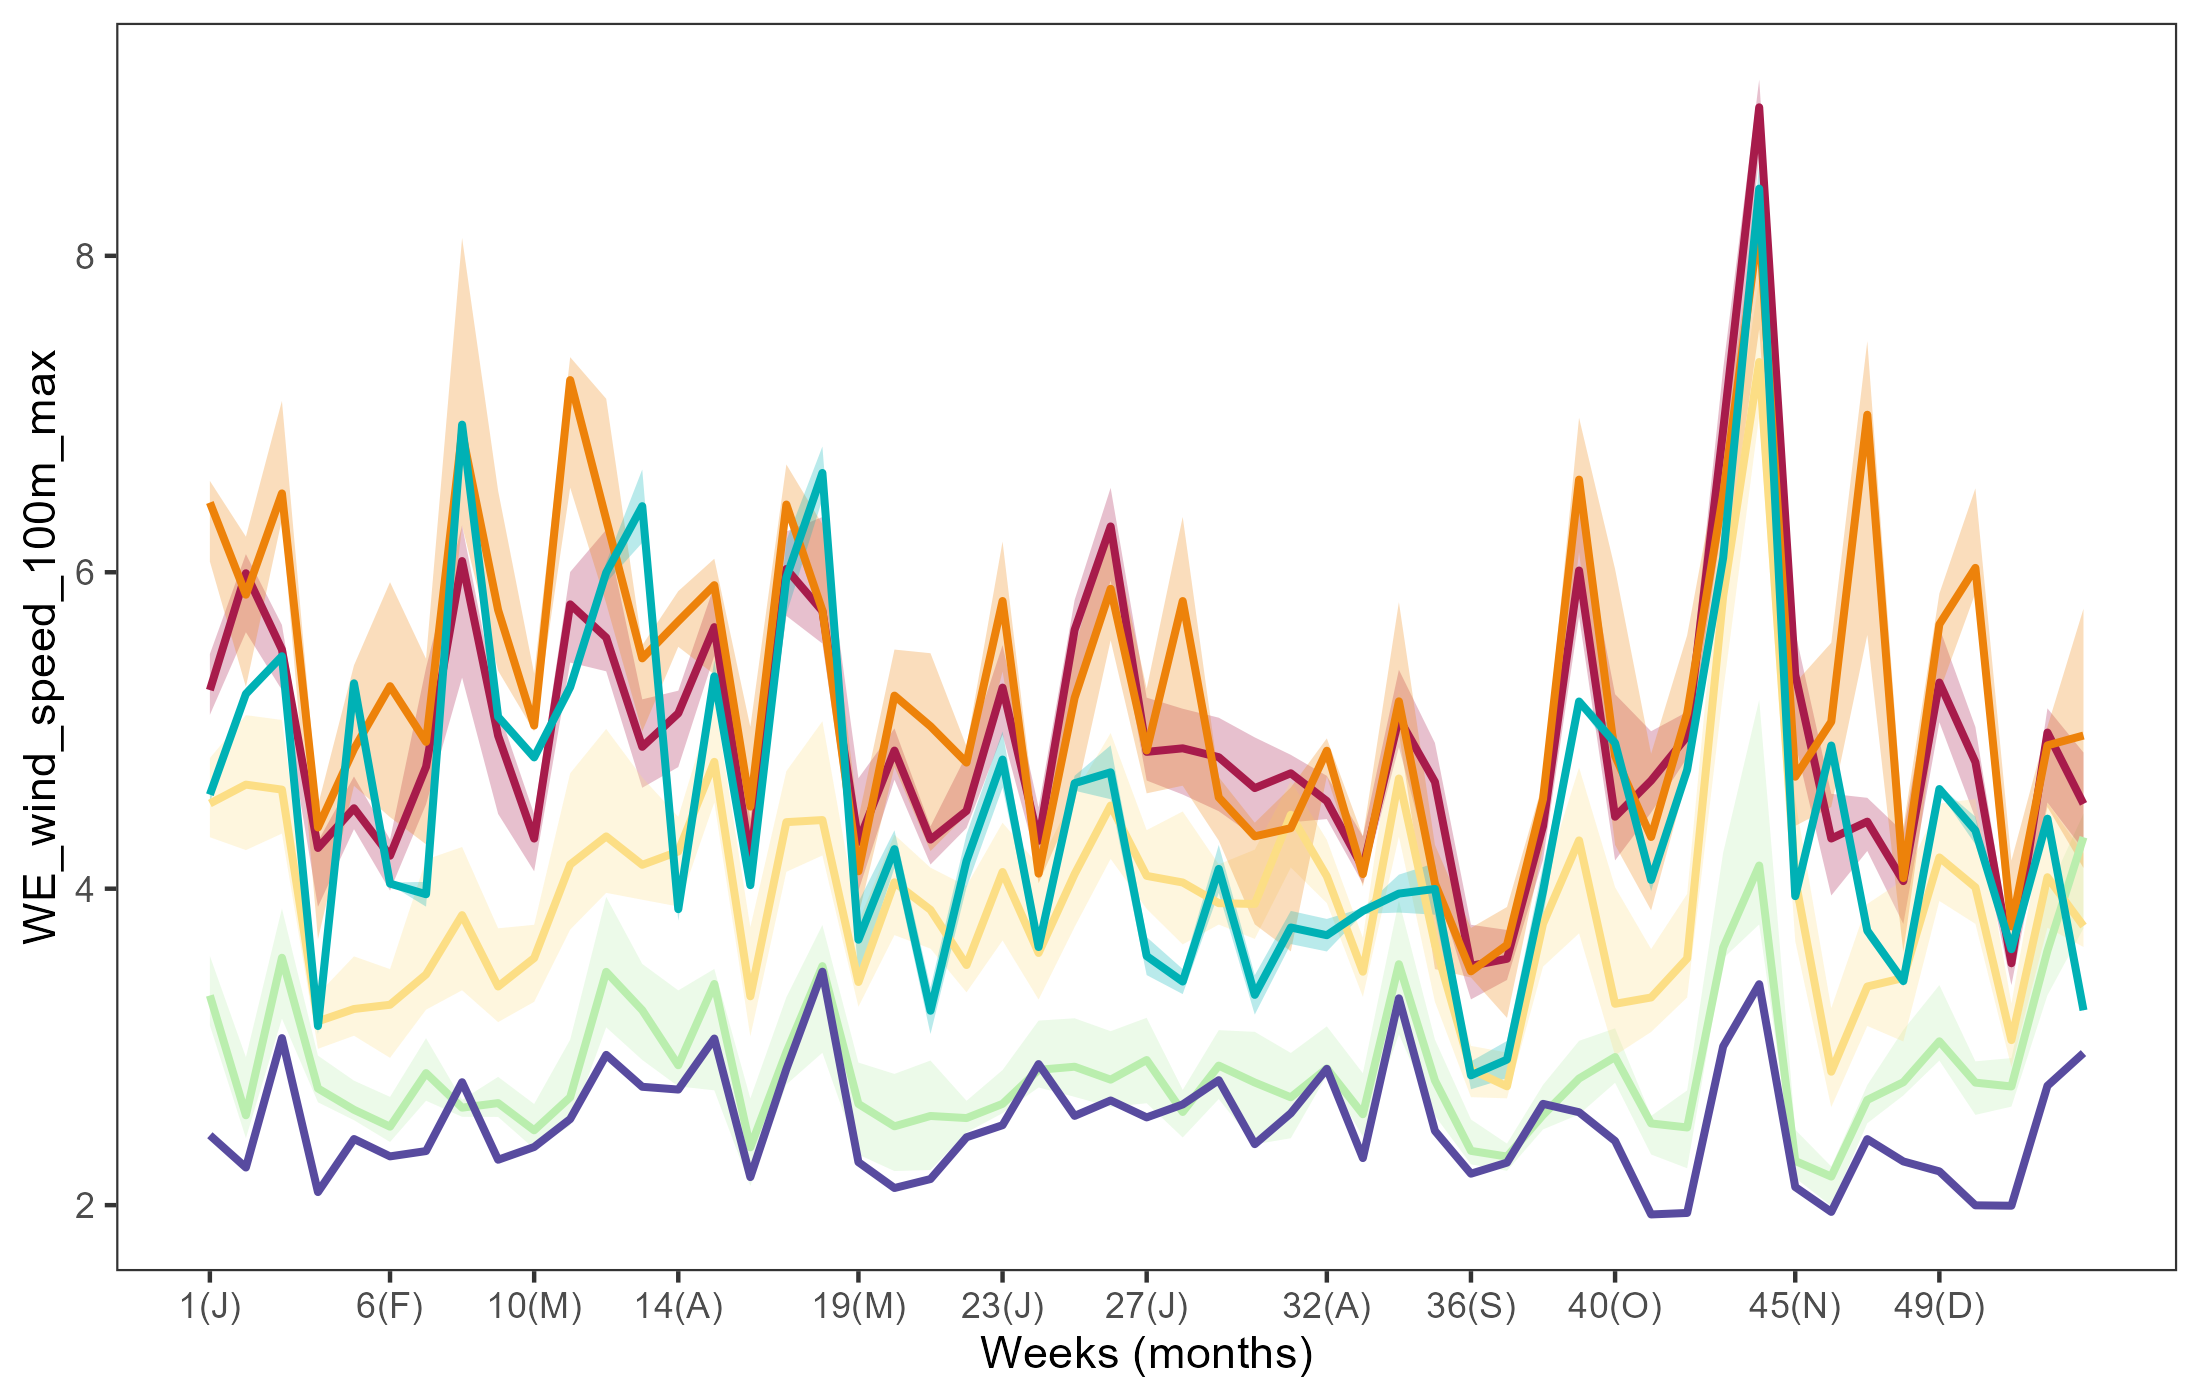 WE_wind_speed_100m_max
8
6
4
2
1(J) 6(F) 10(M) 14(A) 19(M) 23(J) 27(J) 32(A) 36(S) 40(O) 45(N) 49(D)
Weeks (months)